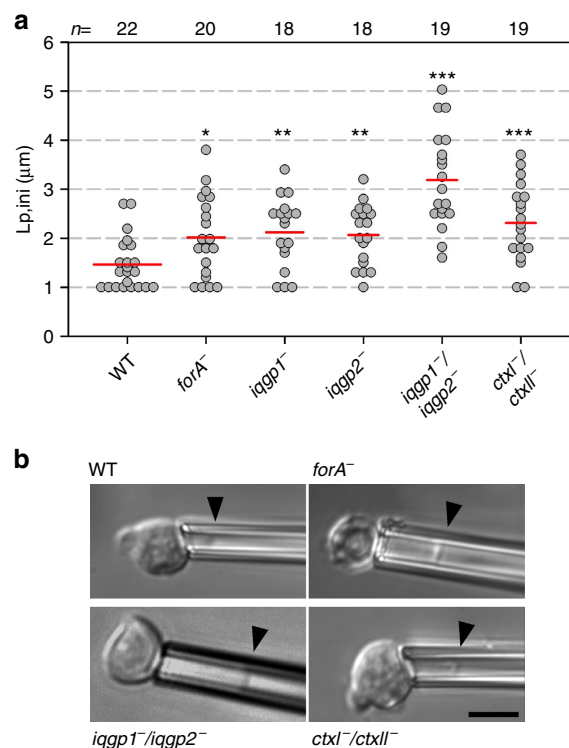 a
n= 22 20 18 18 19 19
6
5
4
3
2
1
0
Lp,ini (μm)
* ** ** *** ***
WT
forA⁻
iqgp1⁻
iqgp2⁻
iqgp1⁻/
iqgp2⁻
ctxI⁻/
ctxII⁻
b
WT forA⁻
iqgp1⁻/iqgp2⁻ ctxI⁻/ctxII⁻